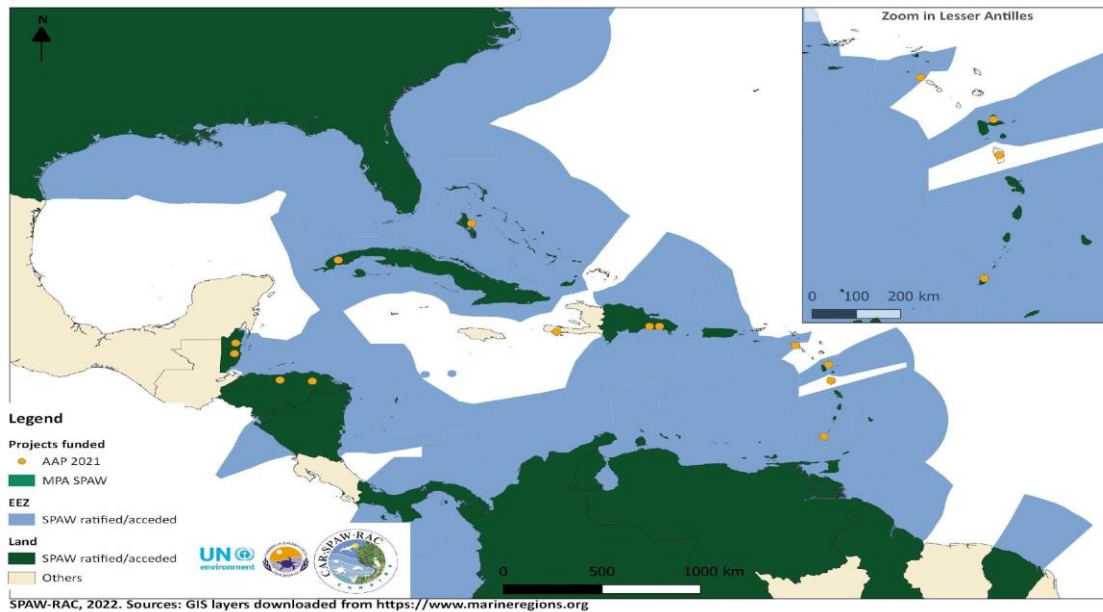 N
Zoom in Lesser Antilles
0 100 200 km
Legend
Projects funded
AAP 2021
MPA SPAW
EEZ
SPAW ratified/acceded
Land
SPAW ratified/acceded
Others
UN
environment
CAR-SPAW-RAC
0 500 1000 km
SPAW-RAC, 2022. Sources: GIS layers downloaded from https://www.marineregions.org